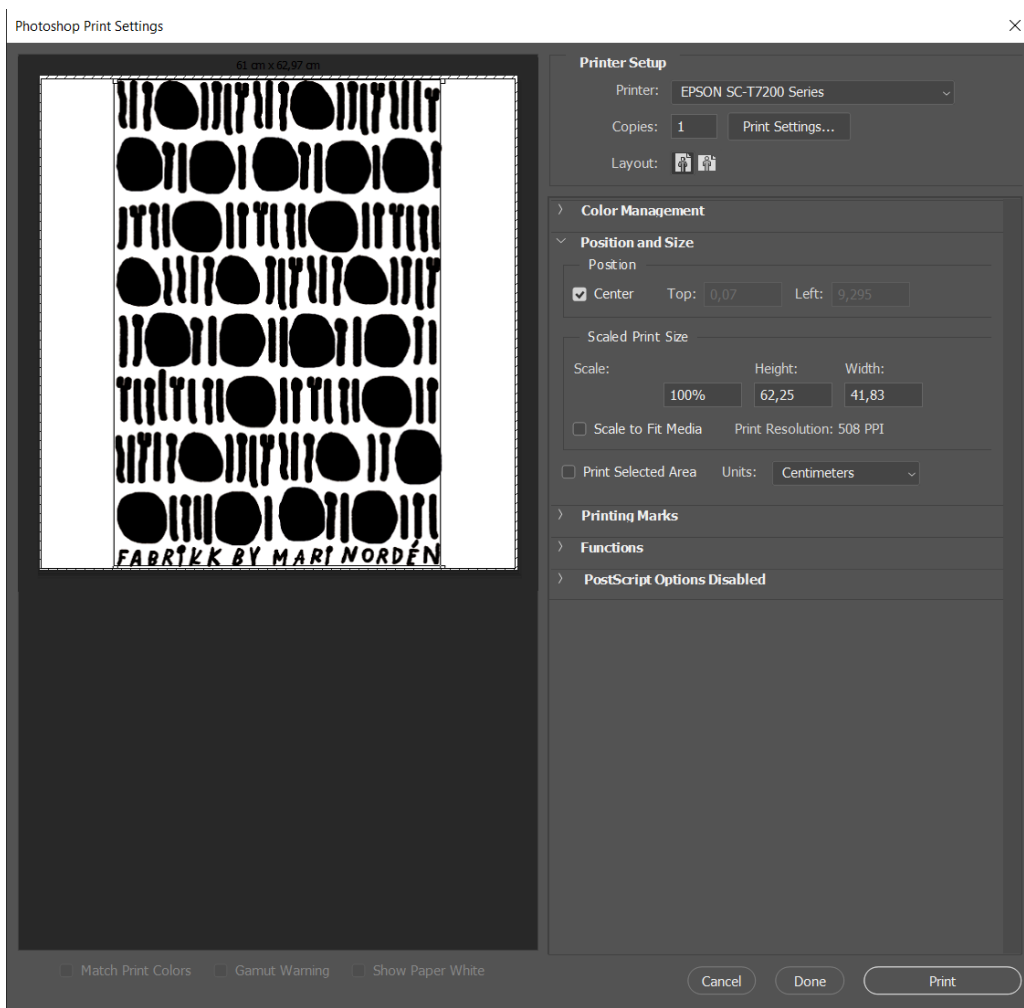 Photoshop Print Settings
61 cm x 62,97 cm
FABRIKK BY MARI NORDÉN
Match Print Colors Gamut Warning Show Paper White
Printer Setup
Printer: EPSON SC-T7200 Series
Copies: 1 Print Settings...
Layout:
Color Management
Position and Size
Position
Center Top: 0,07 Left: 9,295
Scaled Print Size
Scale: Height: Width:
100% 62,25 41,83
Scale to Fit Media Print Resolution: 508 PPI
Print Selected Area Units: Centimeters
Printing Marks
Functions
PostScript Options Disabled
Cancel Done Print